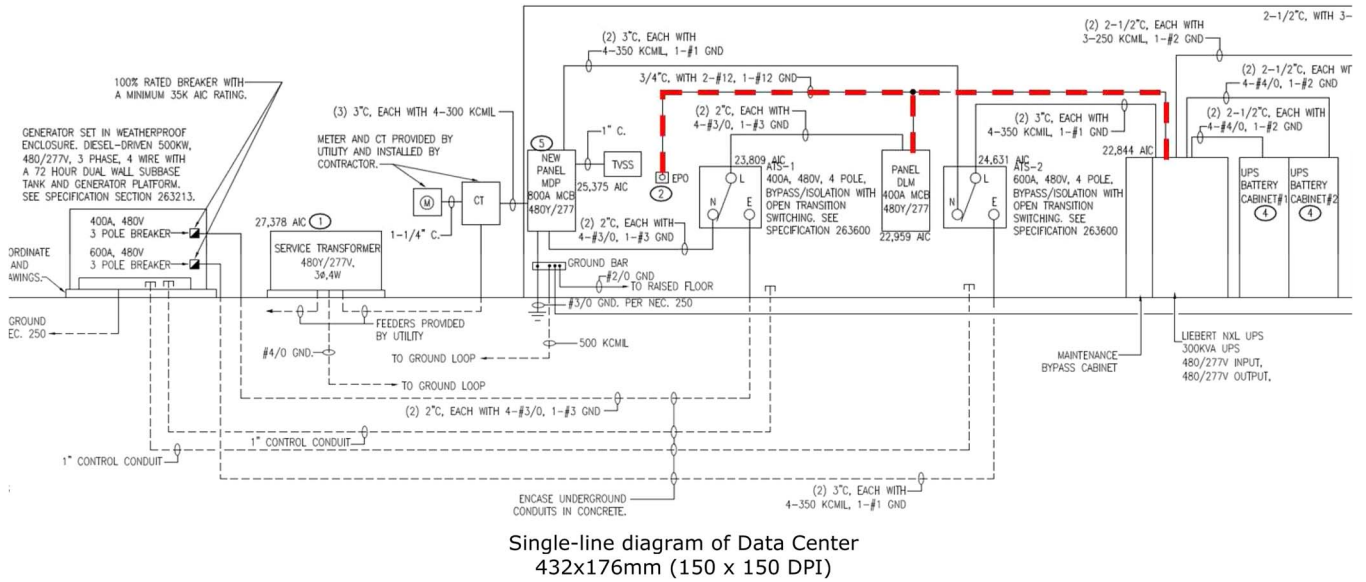 2-1/2"C, WITH 3-
(2) 2-1/2"C, EACH WITH
3-250 KCMIL, 1-#2 GND
(2) 3"C, EACH WITH
4-350 KCMIL, 1-#1 GND
3/4"C, WITH 2-#12, 1-#12 GND
(2) 2-1/2"C, EACH WIT
4-#4/0, 1-#2 GND
100% RATED BREAKER WITH
A MINIMUM 35K AIC RATING.
(3) 3"C, EACH WITH 4-300 KCMIL
(2) 2"C, EACH WITH
4-#3/0, 1-#3 GND
(2) 3"C, EACH WITH
4-350 KCMIL, 1-#1 GND
(2) 2-1/2"C, EACH WITH
4-#4/0, 1-#2 GND
GENERATOR SET IN WEATHERPROOF
ENCLOSURE. DIESEL-DRIVEN 500KW,
480/277V, 3 PHASE, 4 WIRE WITH
A 72 HOUR DUAL WALL SUBBASE
TANK AND GENERATOR PLATFORM.
SEE SPECIFICATION SECTION 263213.
METER AND CT PROVIDED BY
UTILITY AND INSTALLED BY
CONTRACTOR.
5
NEW
PANEL
MDP
800A MCB
480Y/277
1" C.
TVSS
25,375 AIC
M
CT
1-1/4" C.
EPO
2
23,809 AIC
ATS-1
400A, 480V, 4 POLE,
BYPASS/ISOLATION WITH
OPEN TRANSITION
SWITCHING. SEE
SPECIFICATION 263600
L
N
E
PANEL
DLM
400A MCB
480Y/277
22,959 AIC
24,631 AIC
ATS-2
600A, 480V, 4 POLE,
BYPASS/ISOLATION WITH
OPEN TRANSITION
SWITCHING. SEE
SPECIFICATION 263600
L
N
E
22,844 AIC
UPS
BATTERY
CABINET#1
4
UPS
BATTERY
CABINET#2
4
400A, 480V
3 POLE BREAKER
600A, 480V
3 POLE BREAKER
27,378 AIC
1
SERVICE TRANSFORMER
480Y/277V,
3ø,4W
(2) 2"C, EACH WITH
4-#3/0, 1-#3 GND
ORDINATE
AND
AWINGS.
GROUND BAR
#2/0 GND
TO RAISED FLOOR
#3/0 GND. PER NEC. 250
GROUND
EC. 250
FEEDERS PROVIDED
BY UTILITY
#4/0 GND.
500 KCMIL
TO GROUND LOOP
TO GROUND LOOP
MAINTENANCE
BYPASS CABINET
LIEBERT NXL UPS
300KVA UPS
480/277V INPUT,
480/277V OUTPUT,
(2) 2"C, EACH WITH 4-#3/0, 1-#3 GND
1" CONTROL CONDUIT
1" CONTROL CONDUIT
ENCASE UNDERGROUND
CONDUITS IN CONCRETE.
(2) 3"C, EACH WITH
4-350 KCMIL, 1-#1 GND
Single-line diagram of Data Center
432x176mm (150 x 150 DPI)